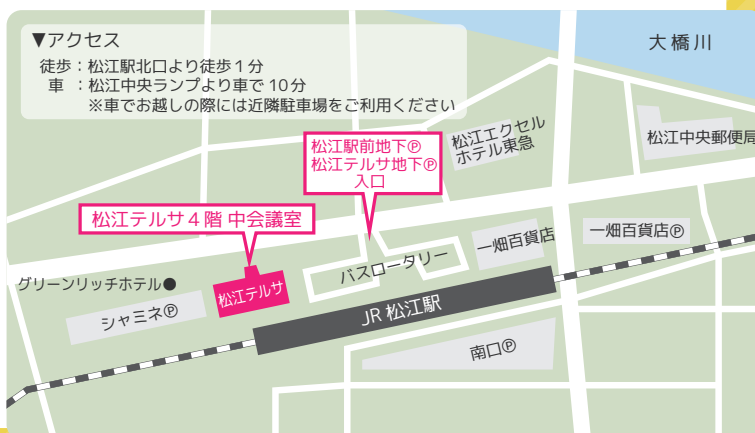 ▼アクセス
徒歩：松江駅北口より徒歩１分
車　：松江中央ランプより車で 10分
※車でお越しの際には近隣駐車場をご利用ください
大橋川
松江駅前地下Ⓟ
松江テルサ地下Ⓟ
入口
松江エクセル
ホテル東急
松江中央郵便局
松江テルサ４階 中会議室
一畑百貨店
一畑百貨店Ⓟ
バスロータリー
グリーンリッチホテル●
松江テルサ
シャミネⓅ
JR 松江駅
南口Ⓟ